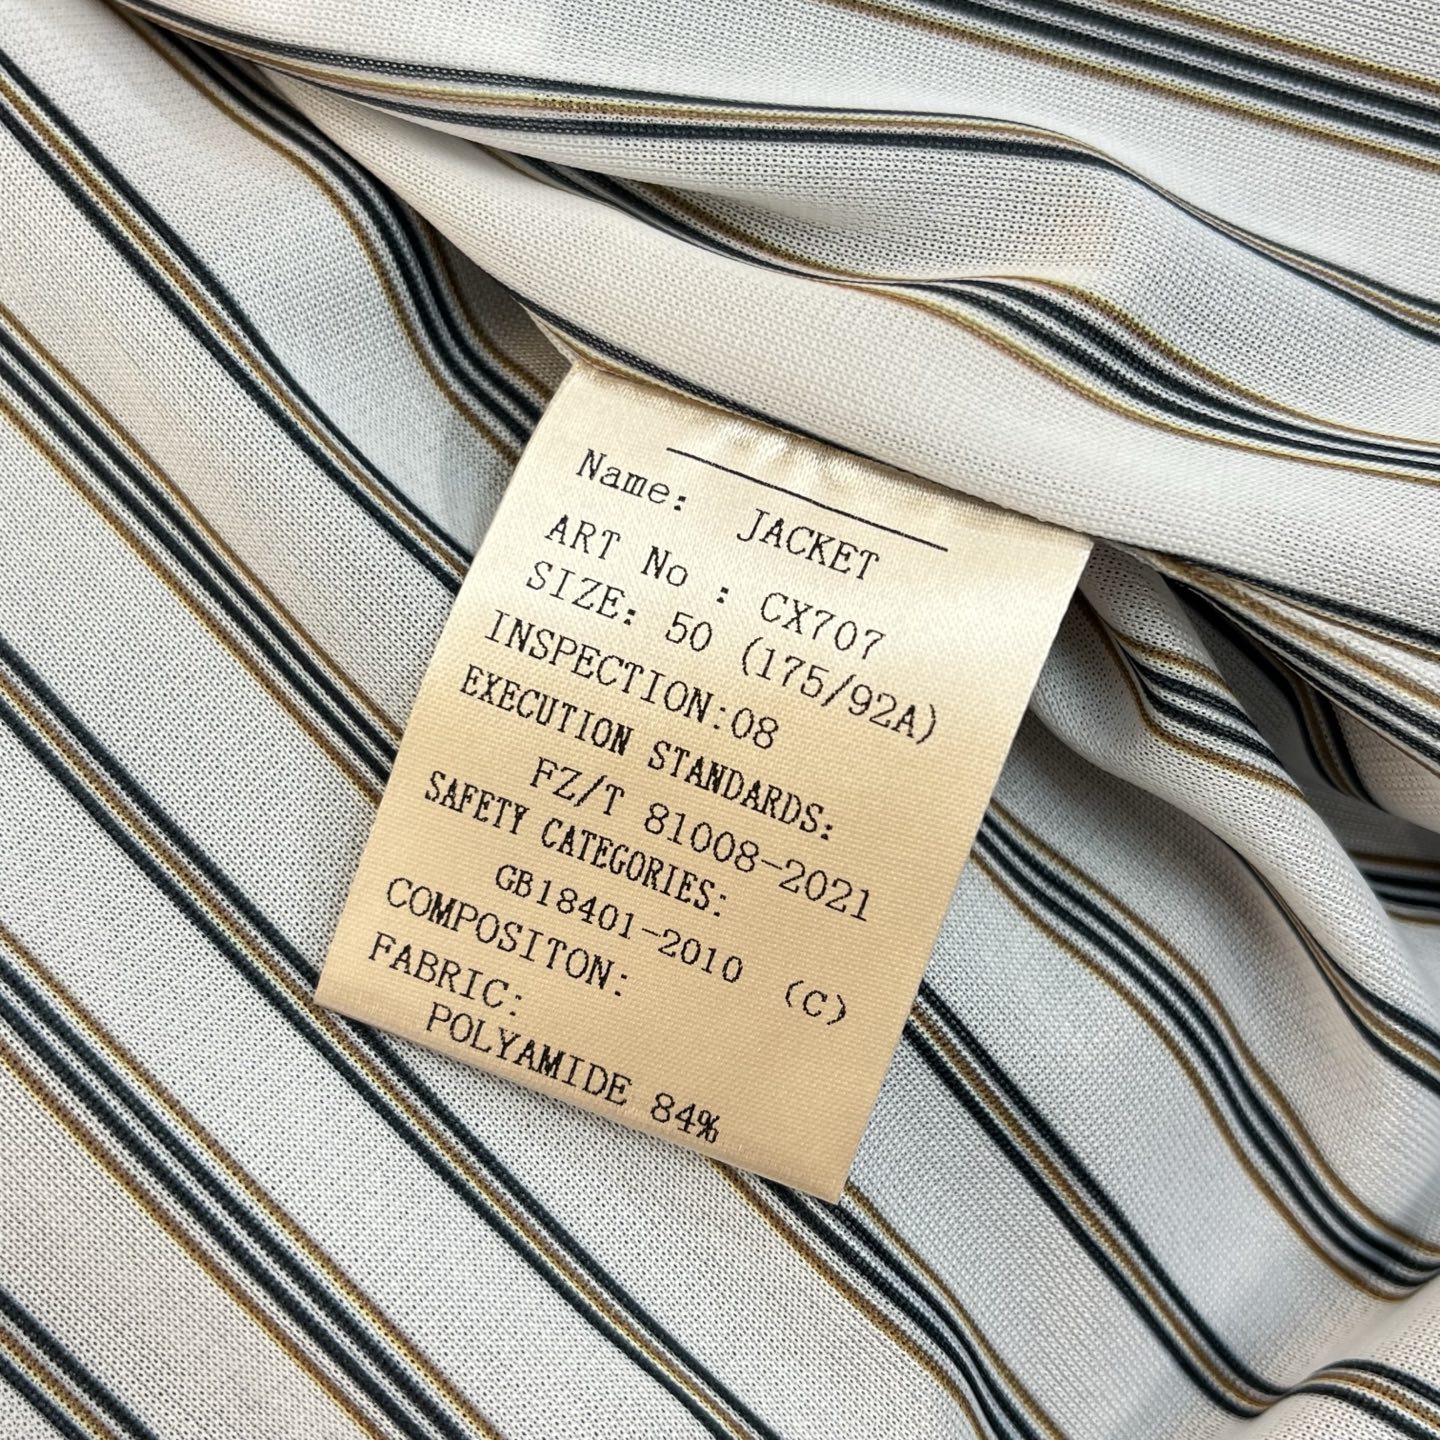 Name: JACKET
ART No : CX707
SIZE: 50 (175/92A)
INSPECTION:08
EXECUTION STANDARDS:
FZ/T 81008-2021
SAFETY CATEGORIES:
GB18401-2010 (C)
COMPOSITON:
FABRIC:
POLYAMIDE 84%